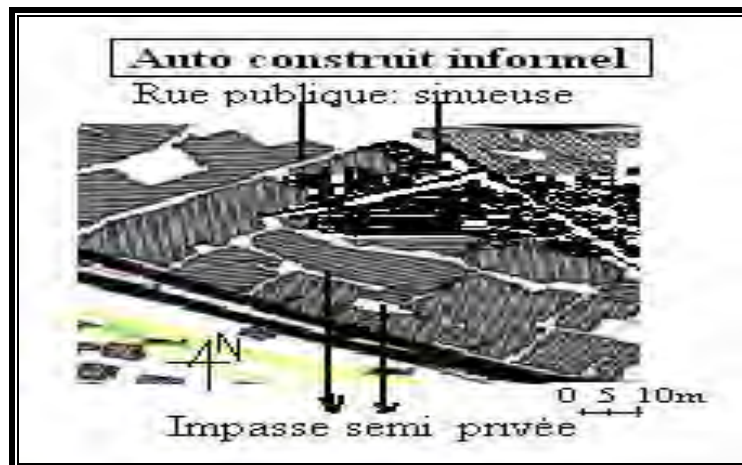 Auto construit informel
Rue publique: sinueuse
N
0 5 10m
Impasse semi privée